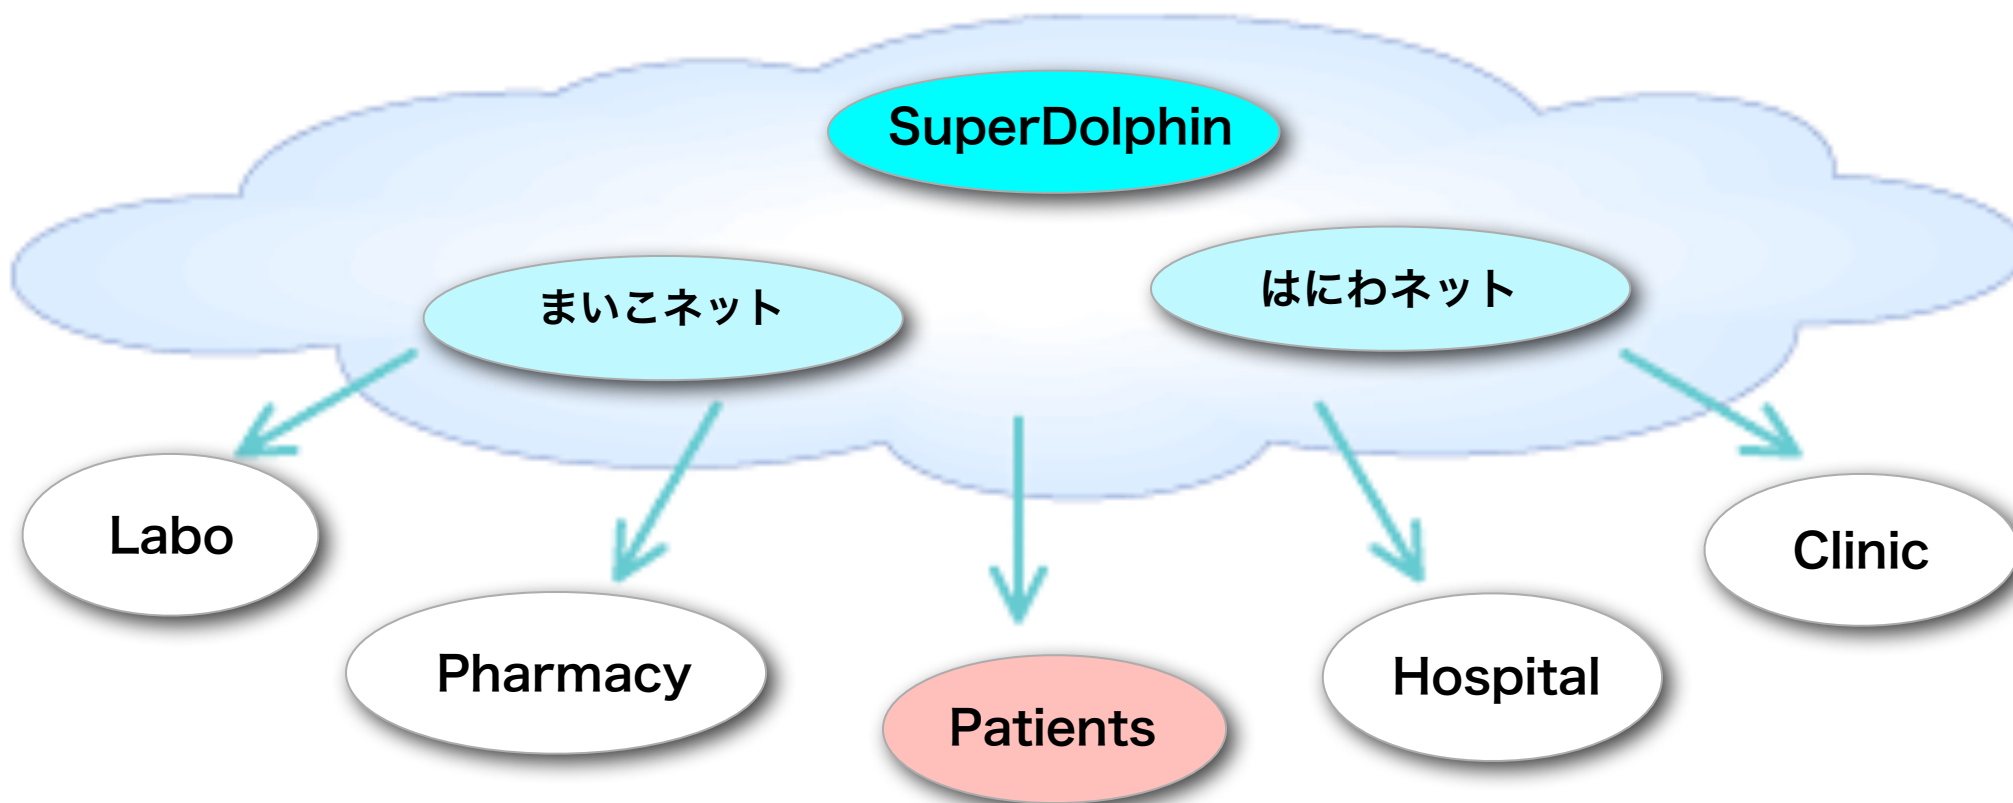 SuperDolphin
まいこネット
はにわネット
Labo
Pharmacy
Patients
Hospital
Clinic